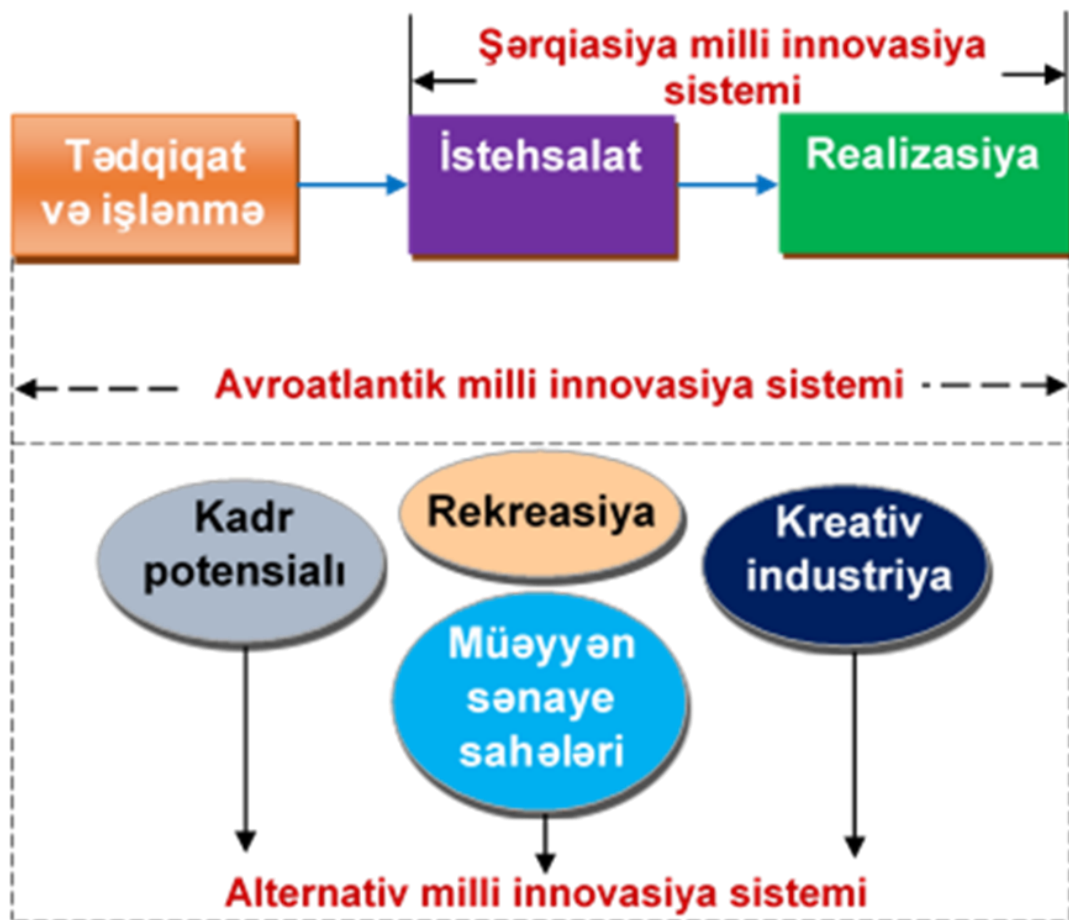 Şərqiasiya milli innovasiya
sistemi
Tədqiqat
və işlənmə
İstehsalat
Realizasiya
Avroatlantik milli innovasiya sistemi
Kadr
potensialı
Rekreasiya
Kreativ
industriya
Müəyyən
sənaye
sahələri
Alternativ milli innovasiya sistemi